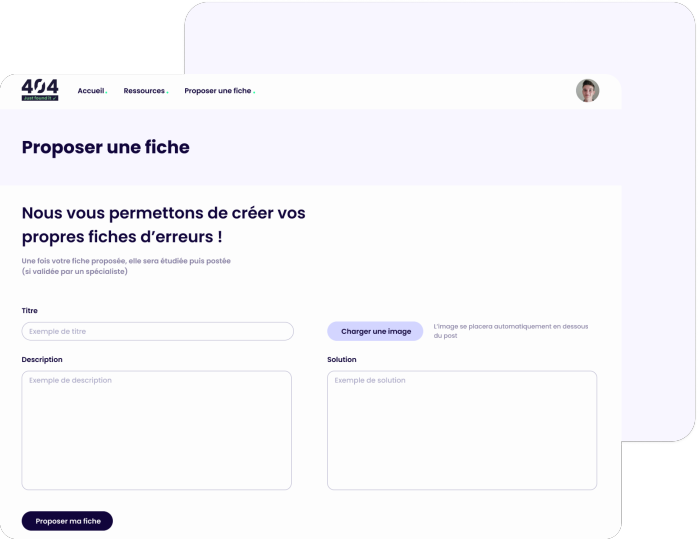 404
just found it ✓
Accueil.
Ressources.
Proposer une fiche.
Proposer une fiche
Nous vous permettons de créer vos
propres fiches d’erreurs !
Une fois votre fiche proposée, elle sera étudiée puis postée
(si validée par un spécialiste)
Titre
Exemple de titre
Charger une image
L’image se placera automatiquement en dessous
du post
Description
Exemple de description
Solution
Exemple de solution
Proposer ma fiche